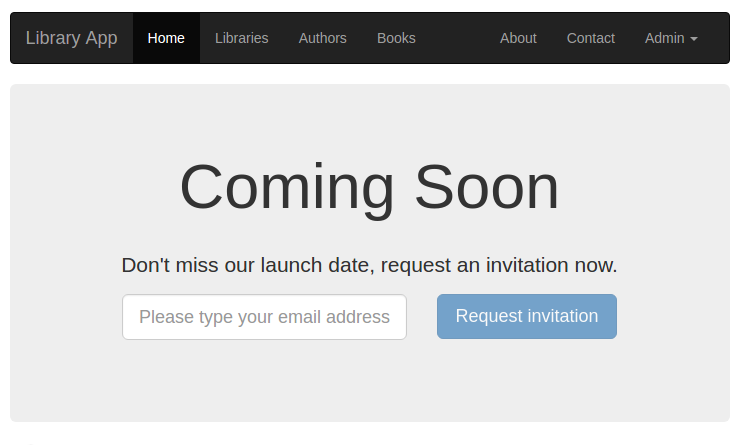 Library App Home Libraries Authors Books About Contact Admin
Coming Soon
Don't miss our launch date, request an invitation now.
Please type your email address Request invitation